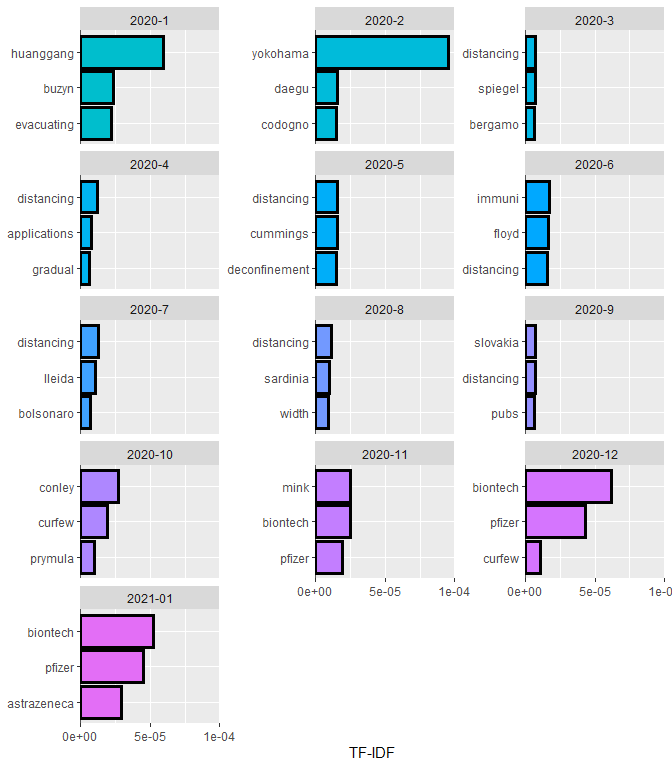 2020-1
huanggang
buzyn
evacuating
2020-2
yokohama
daegu
codogno
2020-3
distancing
spiegel
bergamo
2020-4
distancing
applications
gradual
2020-5
distancing
cummings
deconfinement
2020-6
immuni
floyd
distancing
2020-7
distancing
lleida
bolsonaro
2020-8
distancing
sardinia
width
2020-9
slovakia
distancing
pubs
2020-10
conley
curfew
prymula
2020-11
mink
biontech
pfizer
0e+00 5e-05 1e-04
2020-12
biontech
pfizer
curfew
0e+00 5e-05 1e-0
2021-01
biontech
pfizer
astrazeneca
0e+00 5e-05 1e-04
TF-IDF